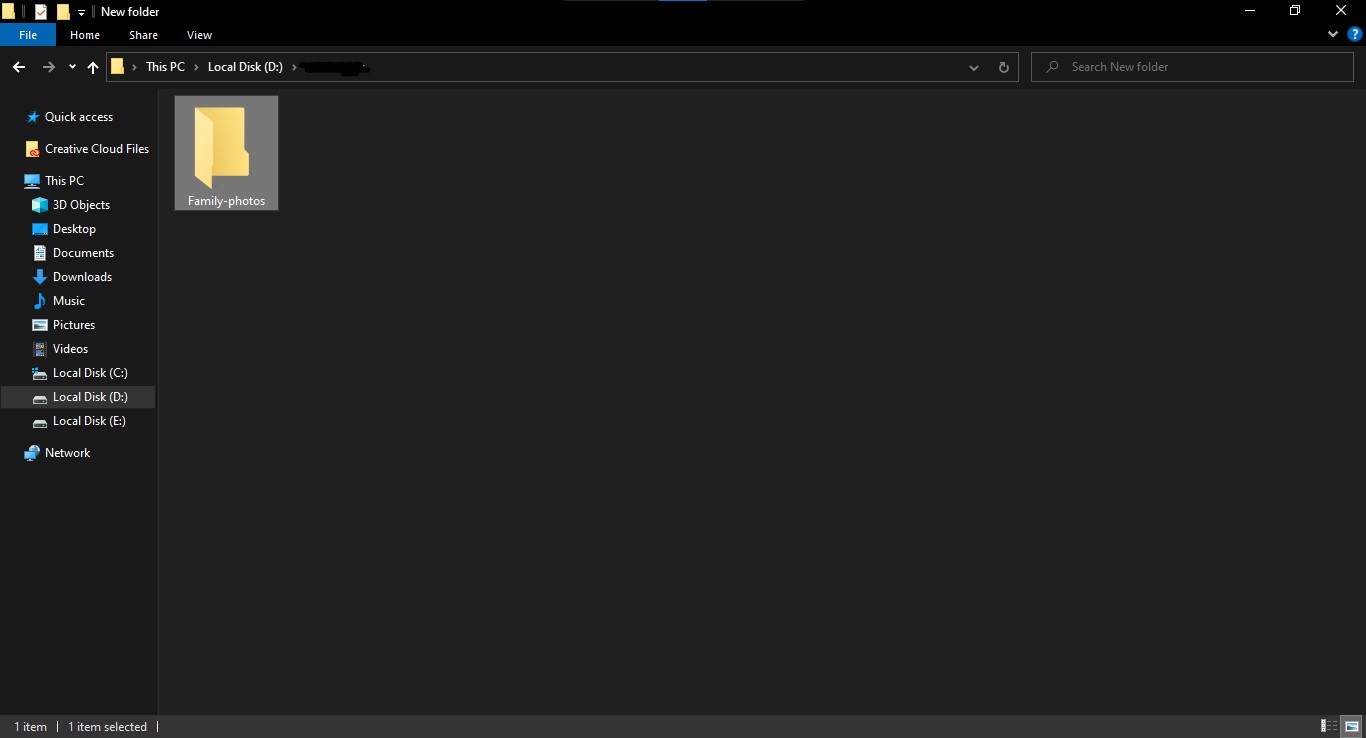 New folder
File Home Share View
This PC Local Disk (D:)
Search New folder
Quick access
Creative Cloud Files
This PC
3D Objects
Desktop
Documents
Downloads
Music
Pictures
Videos
Local Disk (C:)
Local Disk (D:)
Local Disk (E:)
Network
Family-photos
1 item 1 item selected